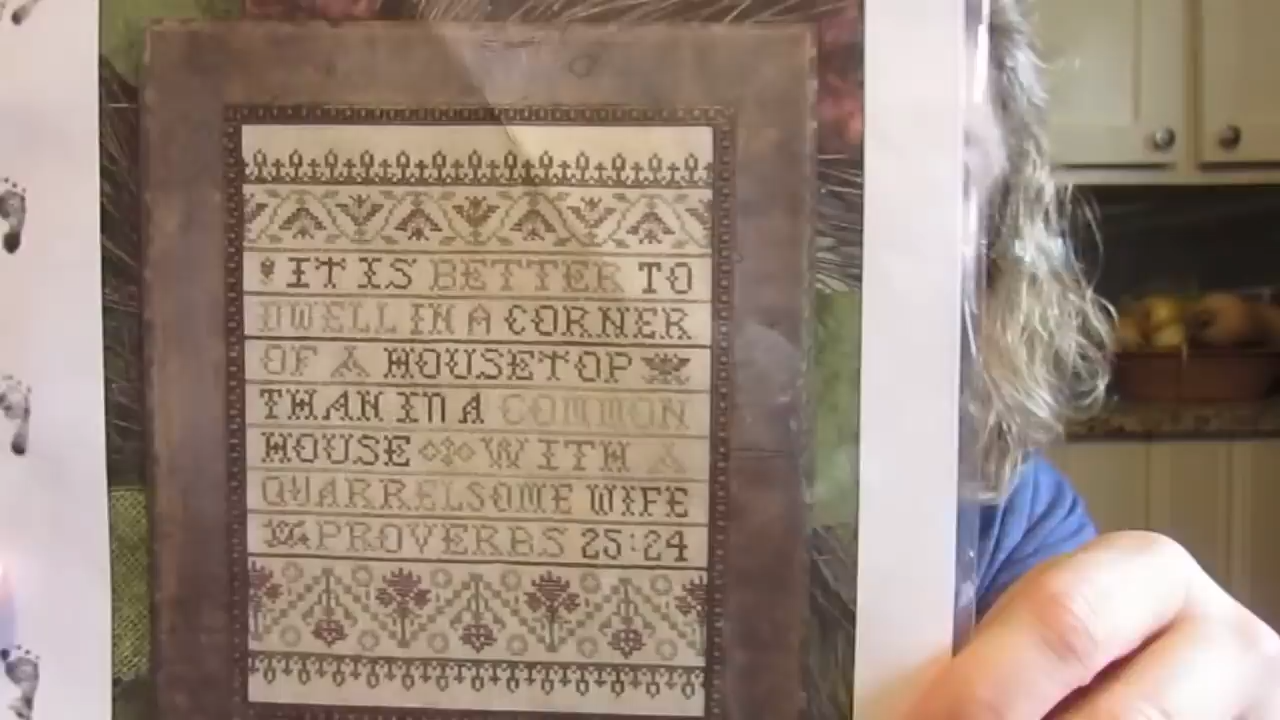 IT IS BETTER TO
DWELL IN A CORNER
OF A HOUSETOP
THAN IN A COMMON
HOUSE WITH A
QUARRELSOME WIFE
PROVERBS 25:24